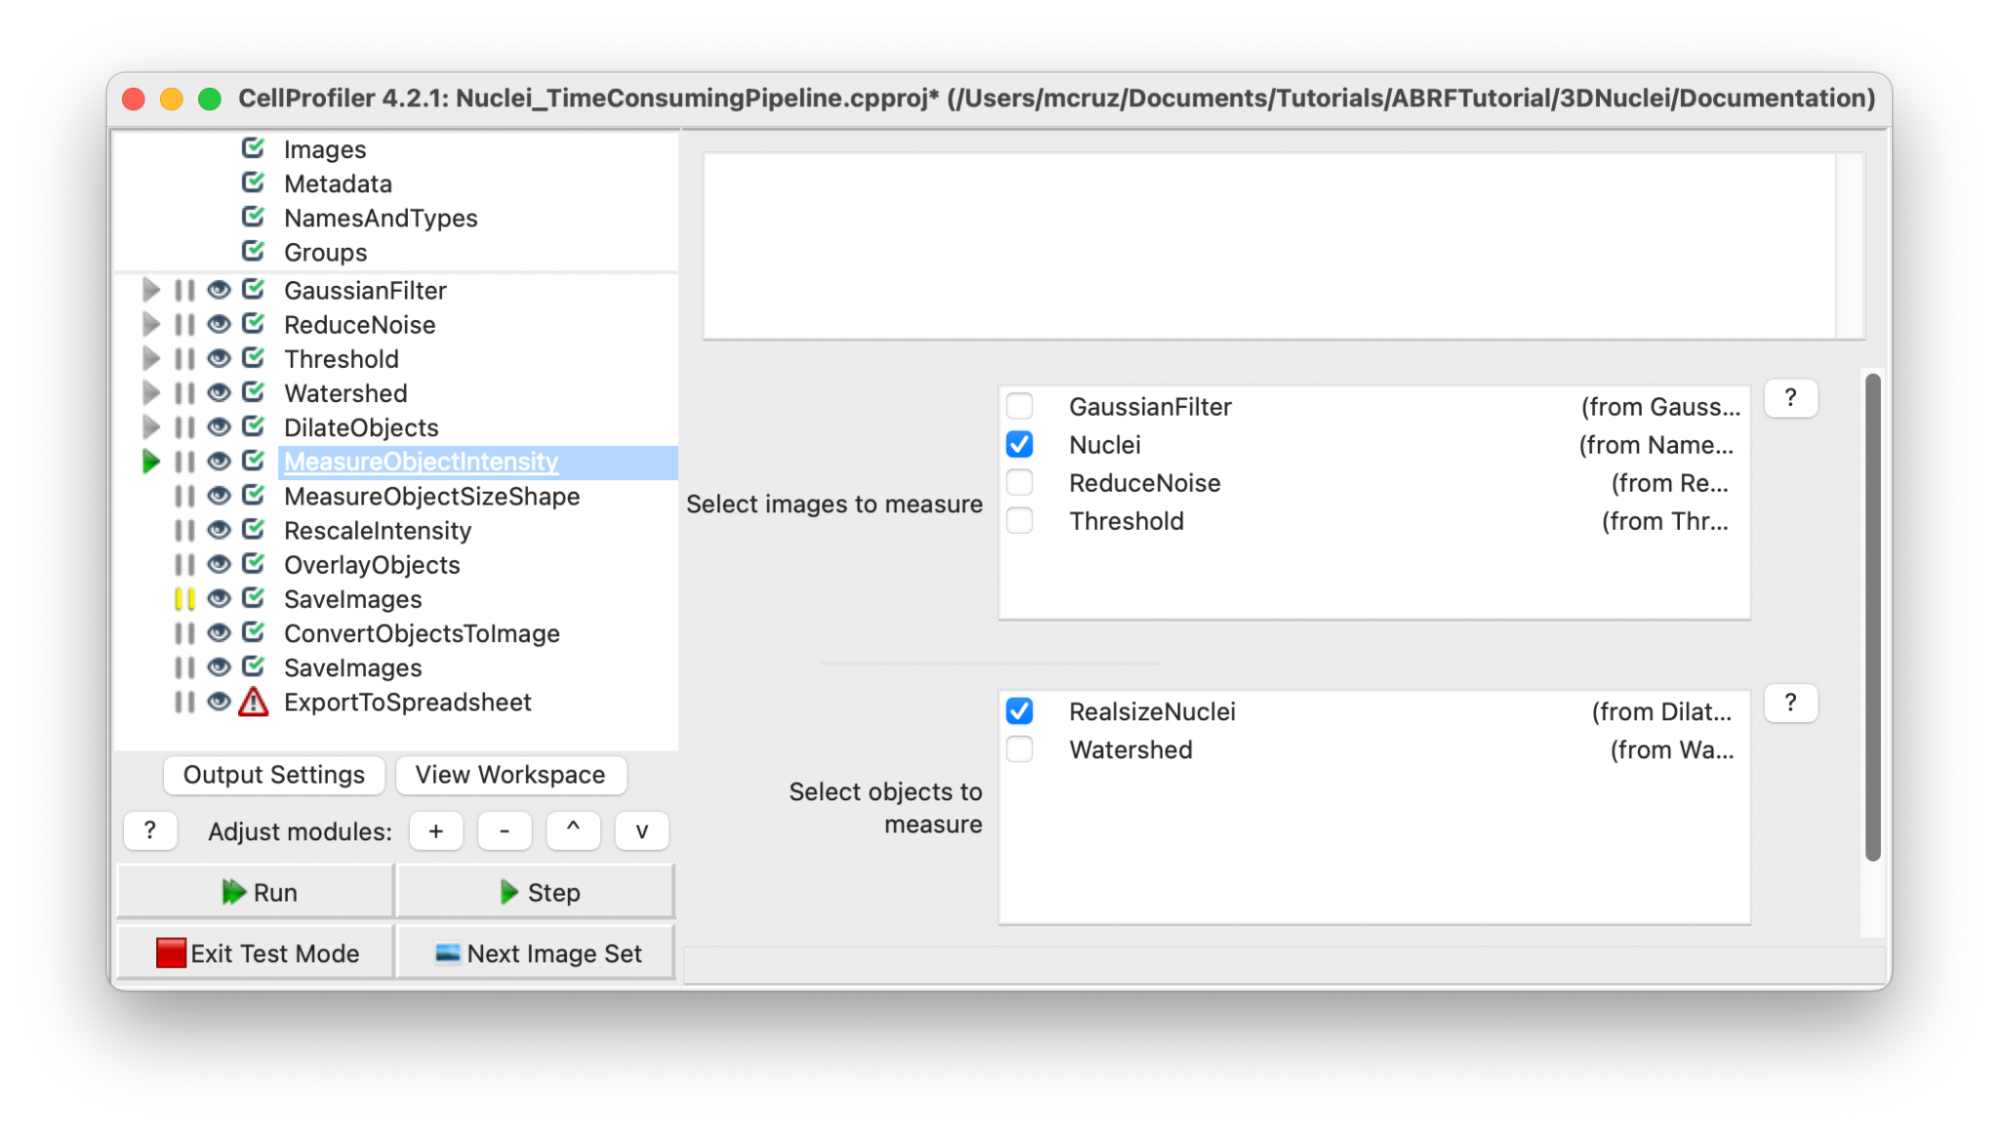 CellProfiler 4.2.1: Nuclei_TimeConsumingPipeline.cpproj* (/Users/mcruz/Documents/Tutorials/ABRFTutorial/3DNuclei/Documentation)
Images
Metadata
NamesAndTypes
Groups
GaussianFilter
ReduceNoise
Threshold
Watershed
DilateObjects
MeasureObjectIntensity
MeasureObjectSizeShape
RescaleIntensity
OverlayObjects
SaveImages
ConvertObjectsToImage
SaveImages
ExportToSpreadsheet
Output Settings View Workspace
? Adjust modules: + - ^ v
Run Step
Exit Test Mode Next Image Set
Select images to measure
GaussianFilter (from Gauss... ?
Nuclei (from Name...
ReduceNoise (from Re...
Threshold (from Thr...
Select objects to
measure
RealsizeNuclei (from Dilat... ?
Watershed (from Wa...